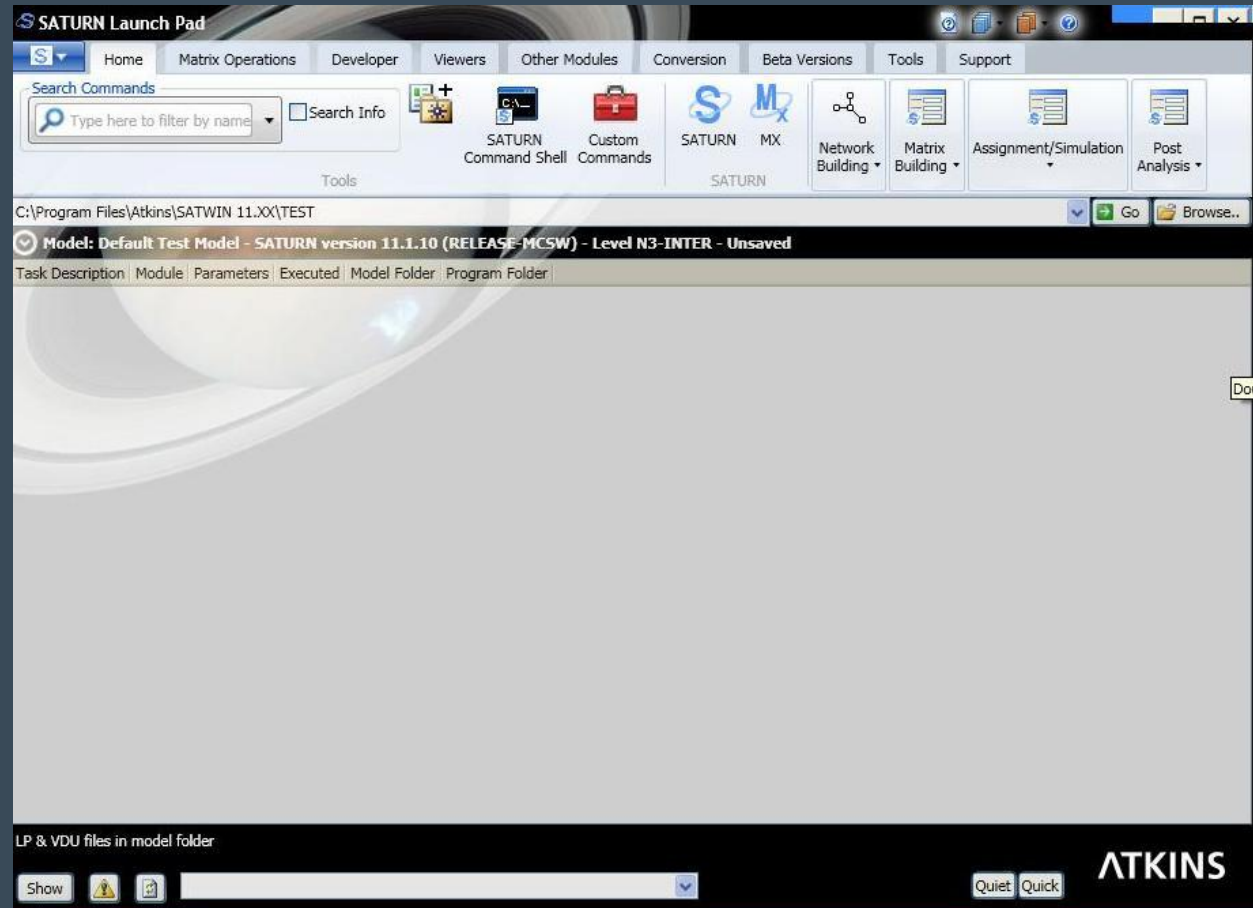 SATURN Launch Pad
Home Matrix Operations Developer Viewers Other Modules Conversion Beta Versions Tools Support
Search Commands
Type here to filter by name
Search Info
SATURN Command Shell
Custom Commands
Tools
SATURN
MX
SATURN
Network Building
Matrix Building
Assignment/Simulation
Post Analysis
C:\Program Files\Atkins\SATWIN 11.XX\TEST
Go
Browse..
Model: Default Test Model - SATURN version 11.1.10 (RELEASE-MCSW) - Level N3-INTER - Unsaved
Task Description Module Parameters Executed Model Folder Program Folder
LP & VDU files in model folder
Show
Quiet
Quick
ATKINS